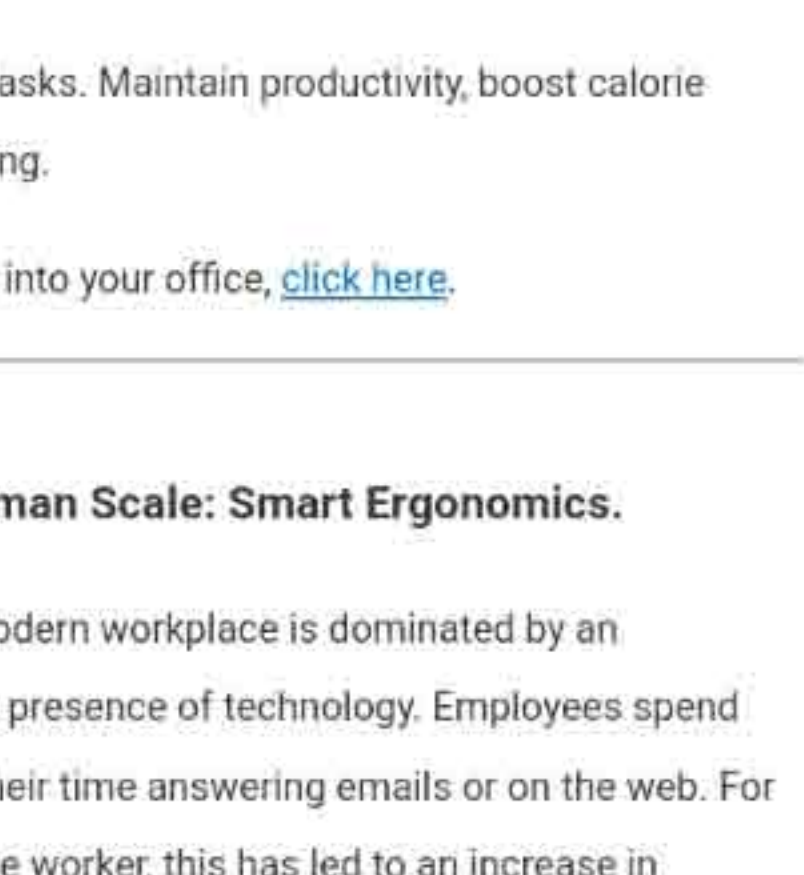 asks. Maintain productivity, boost calorie
ng.
into your office, click here.
man Scale: Smart Ergonomics.
odern workplace is dominated by an
presence of technology. Employees spend
heir time answering emails or on the web. For
e worker, this has led to an increase in